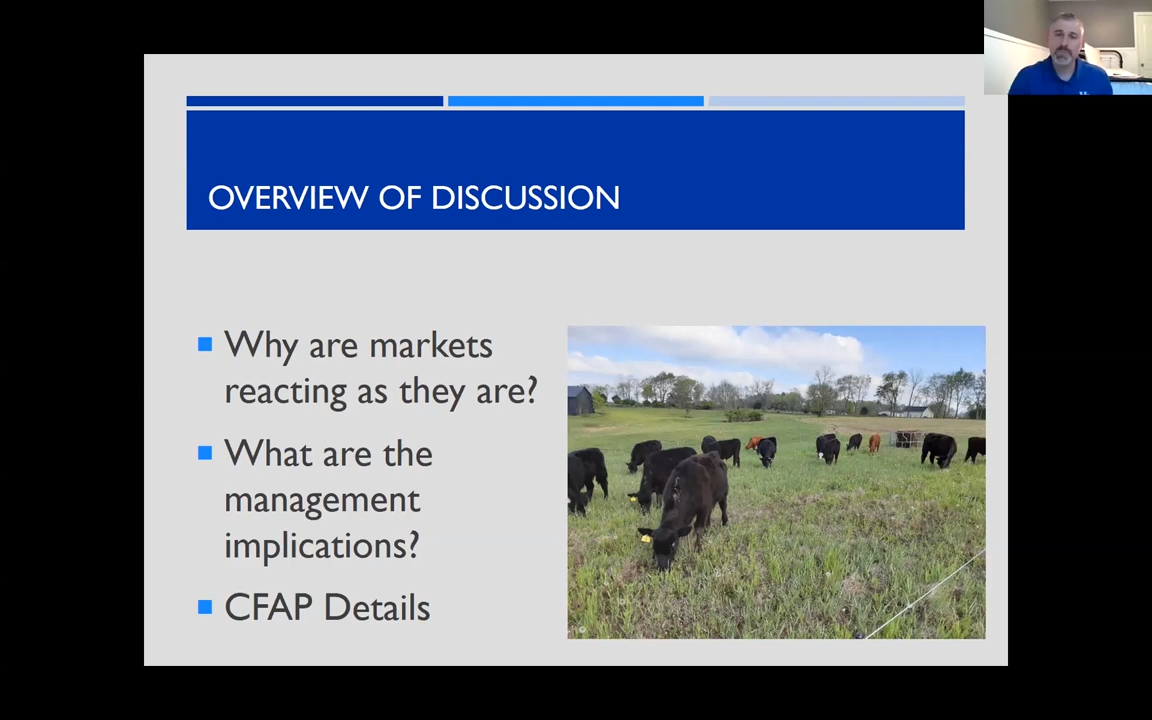 OVERVIEW OF DISCUSSION
Why are markets
reacting as they are?
What are the
management
implications?
CFAP Details